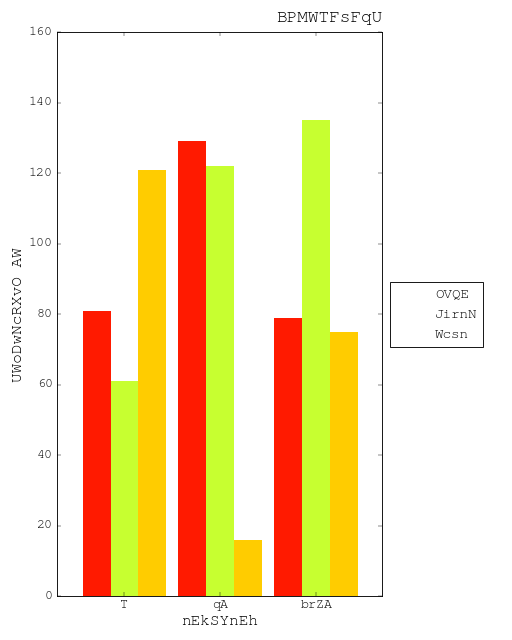 BPMWTFsFqU
160
140
120
100
80
60
40
20
0
UWoDwNcRXvO AW
T qA brZA
nEkSYnEh
OVQE
JirnN
Wcsn